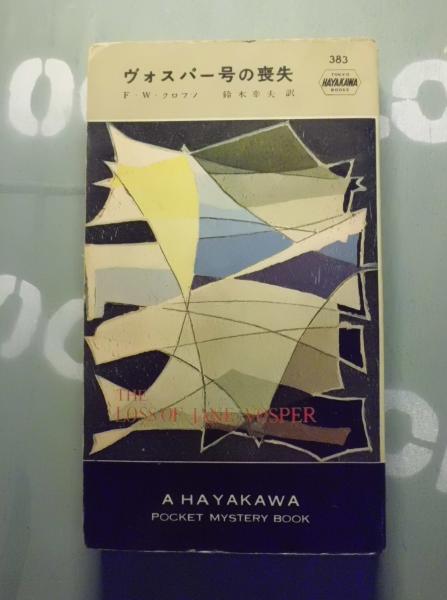 383
ヴォスパー号の喪失
TOKYO
HAYAKAWA
BOOKS
F・W・クロフツ 鈴木幸夫訳
THE
LOSS OF JANE VOSPER
A HAYAKAWA
POCKET MYSTERY BOOK